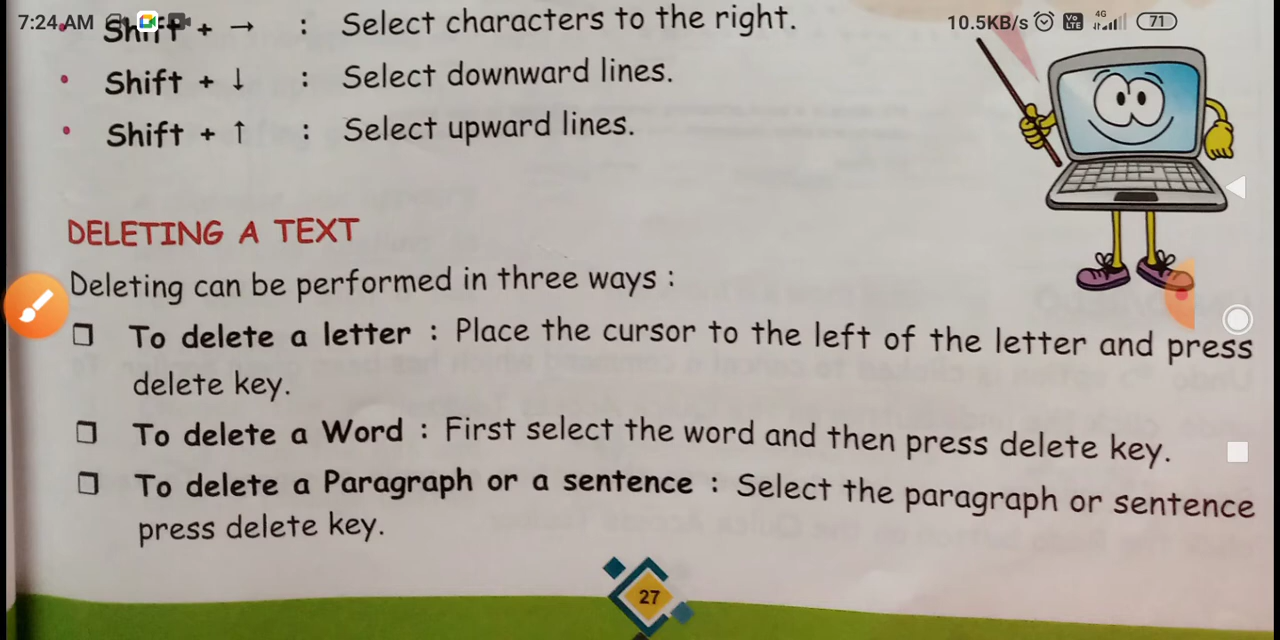 7:24 AM
10.5KB/s Vo LTE 4G 71
Shift + → : Select characters to the right.
Shift + ↓ : Select downward lines.
Shift + ↑ : Select upward lines.
DELETING A TEXT
Deleting can be performed in three ways :
❐ To delete a letter : Place the cursor to the left of the letter and press
delete key.
❐ To delete a Word : First select the word and then press delete key.
❐ To delete a Paragraph or a sentence : Select the paragraph or sentence
press delete key.
27